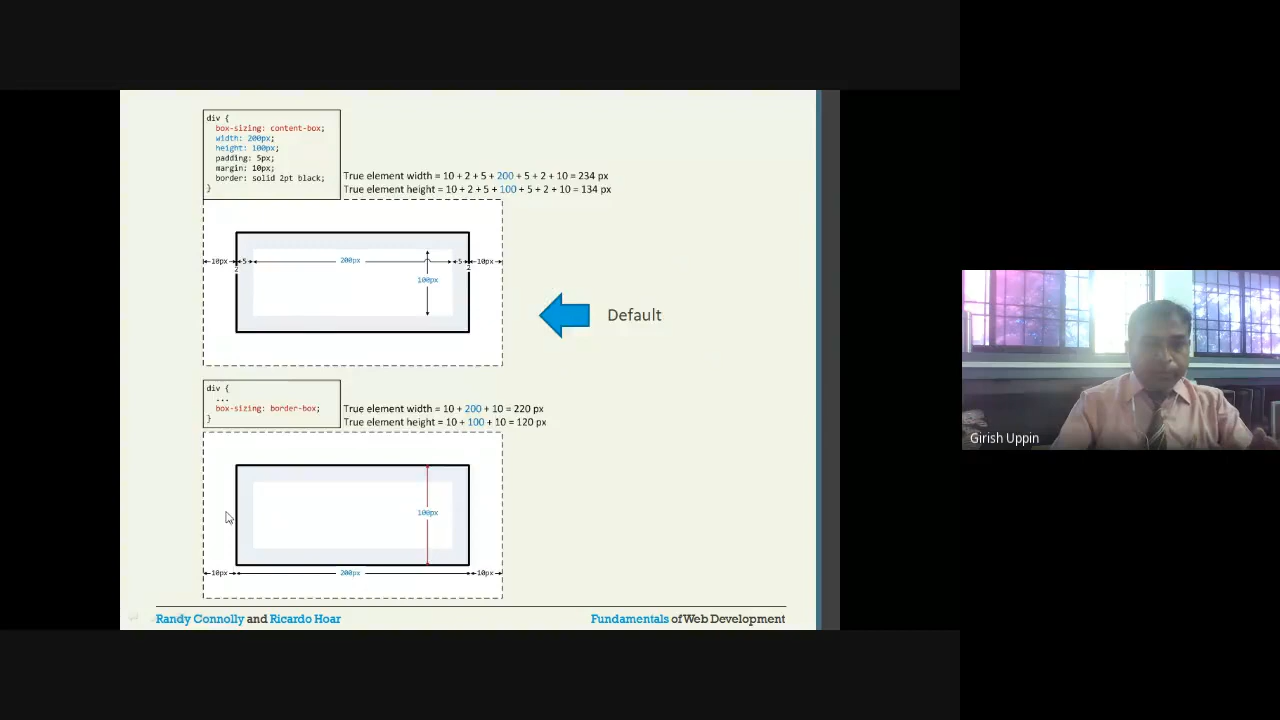 div {
box-sizing: content-box;
width: 200px;
height: 100px;
padding: 5px;
margin: 10px;
border: solid 2pt black;
}
True element width = 10 + 2 + 5 + 200 + 5 + 2 + 10 = 234 px
True element height = 10 + 2 + 5 + 100 + 5 + 2 + 10 = 134 px
10px 5 200px 5 10px
2 2
100px
Default
div {
...
box-sizing: border-box;
}
True element width = 10 + 200 + 10 = 220 px
True element height = 10 + 100 + 10 = 120 px
Girish Uppin
100px
10px 200px 10px
Randy Connolly and Ricardo Hoar
Fundamentals of Web Development